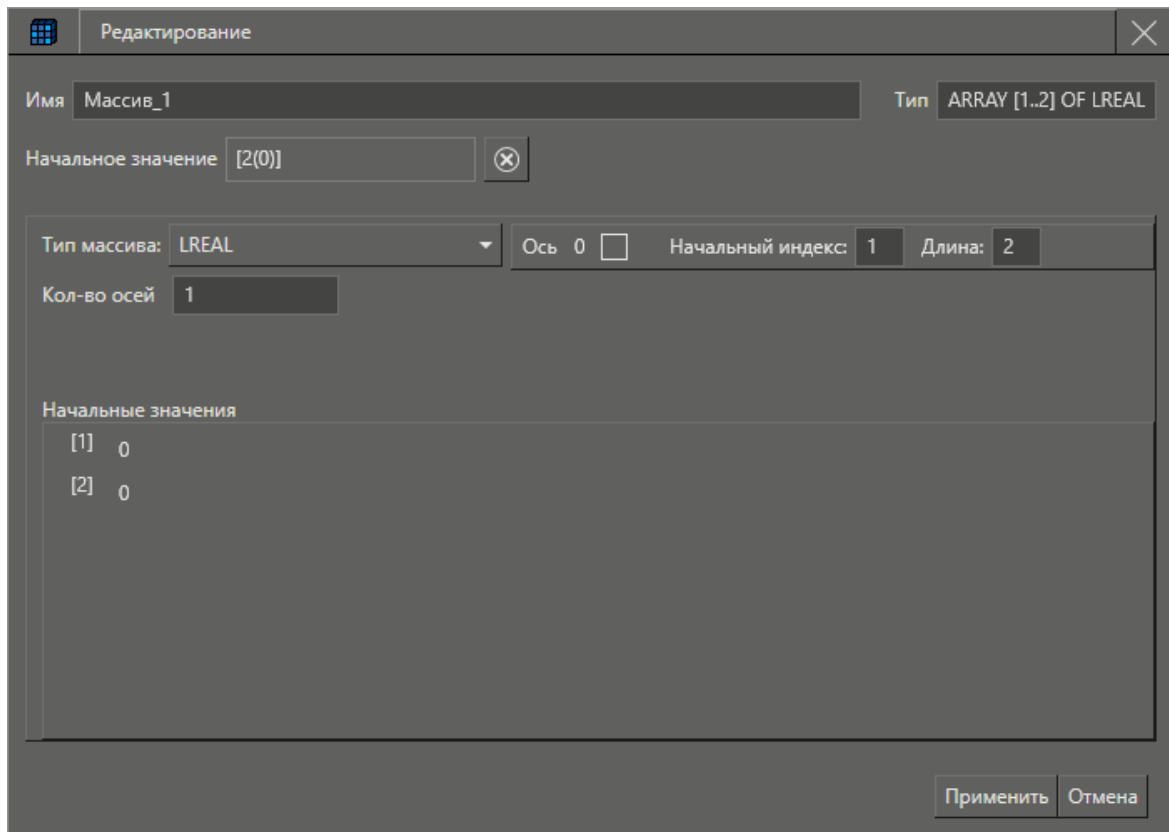 Редактирование
Имя Массив_1 Тип ARRAY [1..2] OF LREAL
Начальное значение [2(0)]
Тип массива: LREAL Ось 0 Начальный индекс: 1 Длина: 2
Кол-во осей 1
Начальные значения
[1] 0
[2] 0
Применить Отмена